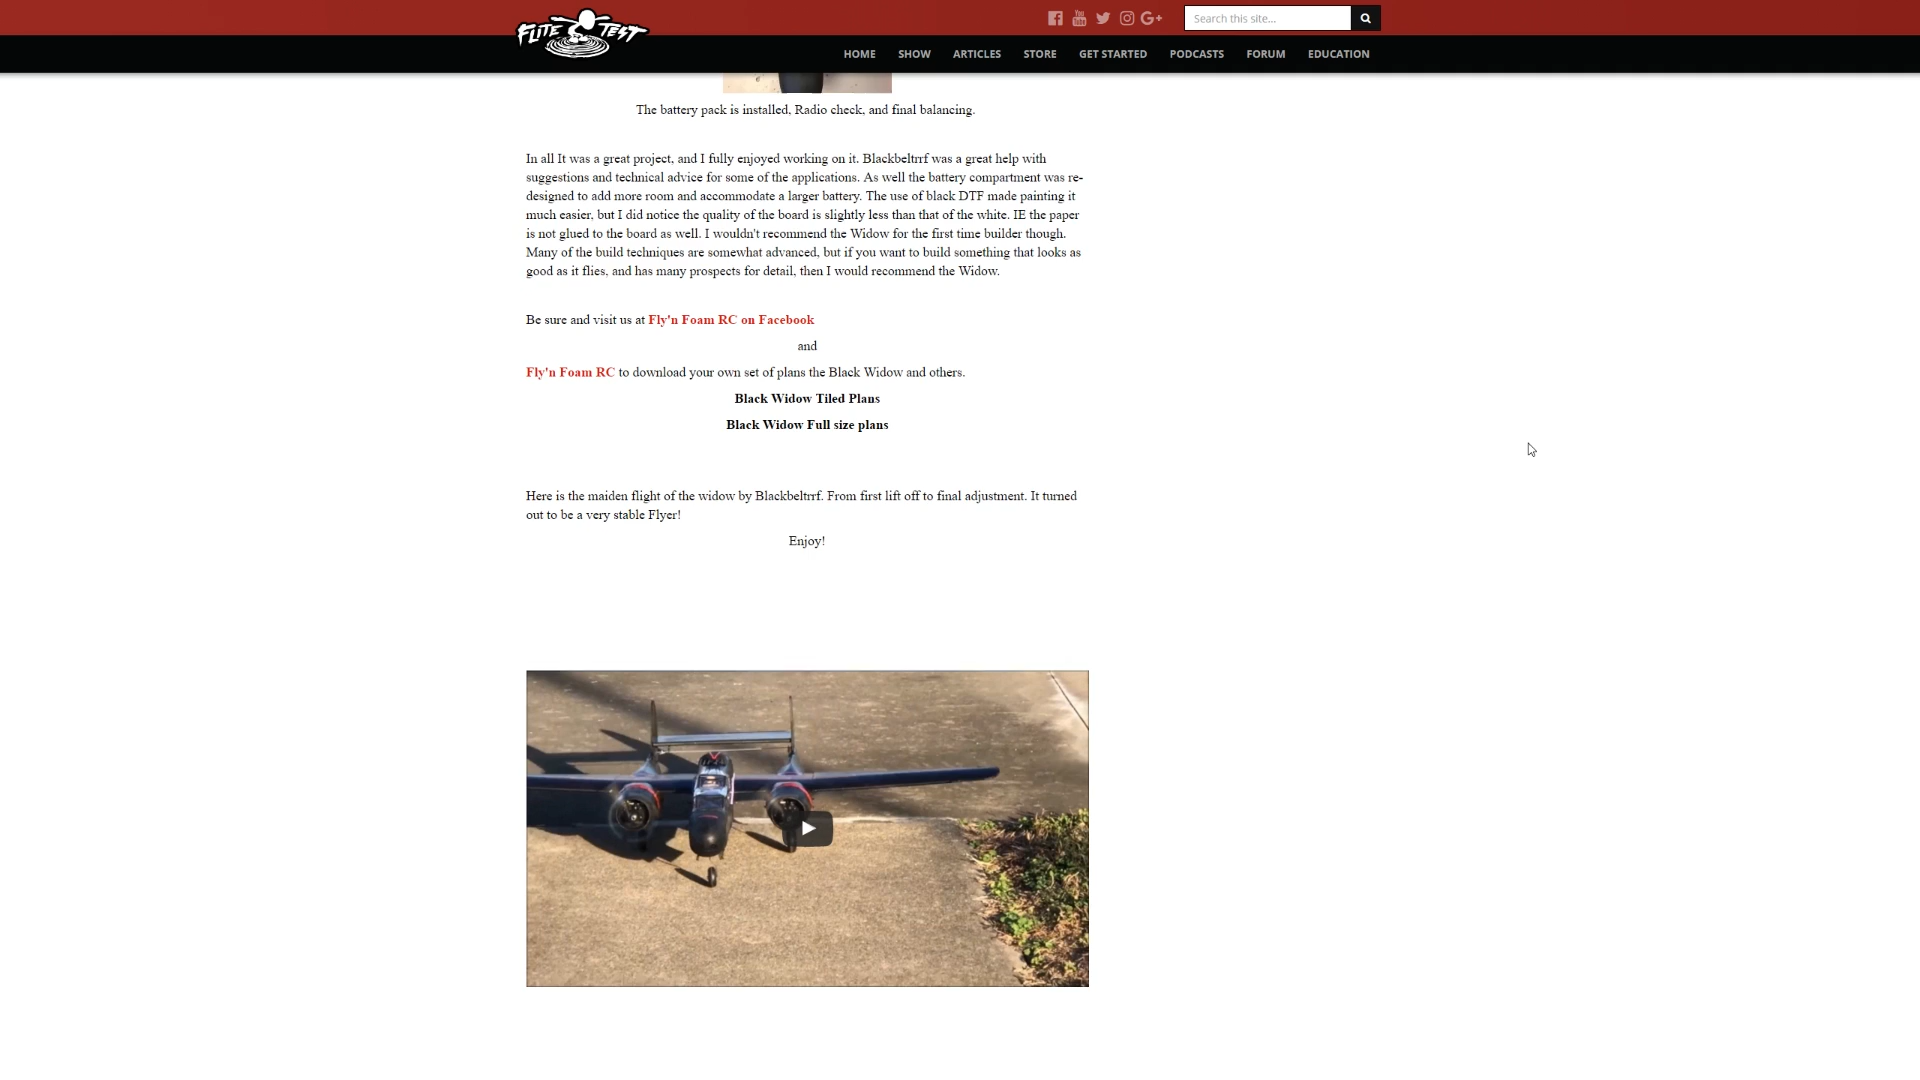 FLITE TEST
You
Tube
G+
Search this site...
HOME SHOW ARTICLES STORE GET STARTED PODCASTS FORUM EDUCATION
The battery pack is installed, Radio check, and final balancing.
In all It was a great project, and I fully enjoyed working on it. Blackbeltrrf was a great help with
suggestions and technical advice for some of the applications. As well the battery compartment was re-
designed to add more room and accommodate a larger battery. The use of black DTF made painting it
much easier, but I did notice the quality of the board is slightly less than that of the white. IE the paper
is not glued to the board as well. I wouldn't recommend the Widow for the first time builder though.
Many of the build techniques are somewhat advanced, but if you want to build something that looks as
good as it flies, and has many prospects for detail, then I would recommend the Widow.
Be sure and visit us at Fly'n Foam RC on Facebook
and
Fly'n Foam RC to download your own set of plans the Black Widow and others.
Black Widow Tiled Plans
Black Widow Full size plans
Here is the maiden flight of the widow by Blackbeltrrf. From first lift off to final adjustment. It turned
out to be a very stable Flyer!
Enjoy!